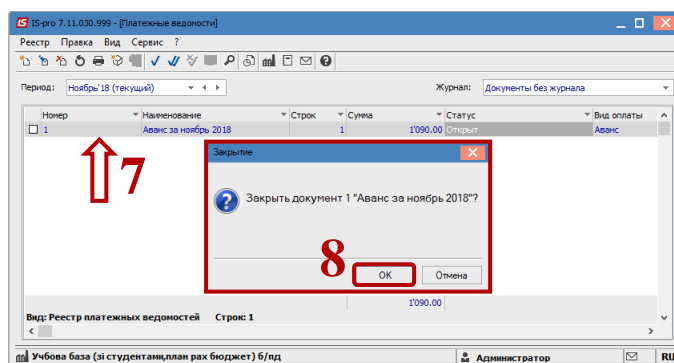 IS IS-pro 7.11.030.999 - [Платежные ведомости]
Реестр Правка Вид Сервис ?
Период: Ноябрь'18 (текущий) Журнал: Документы без журнала
Номер Наименование Строк Сумма Статус Вид оплаты
1 Аванс за ноябрь 2018 1 1'090.00 Открыт Аванс
7
Закрытие
Закрыть документ 1 "Аванс за ноябрь 2018"?
8
ОК Отмена
1'090.00
Вид: Реестр платежных ведомостей Строк: 1
Учбова база (зі студентами,план рах бюджет) б/пд Администратор RU